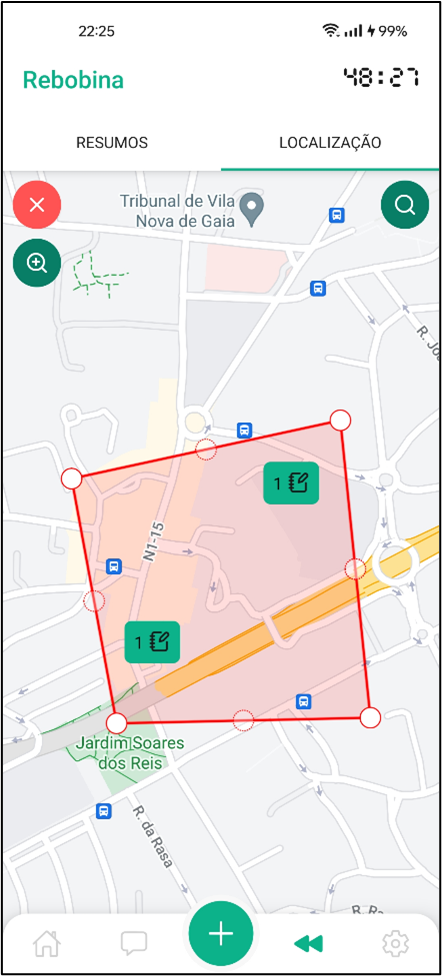 22:25
99%
Rebobina
48:27
RESUMOS
LOCALIZAÇÃO
Tribunal de Vila
Nova de Gaia
R. Jo
1
N1-15
1
Jardim Soares
dos Reis
R. da Rasa